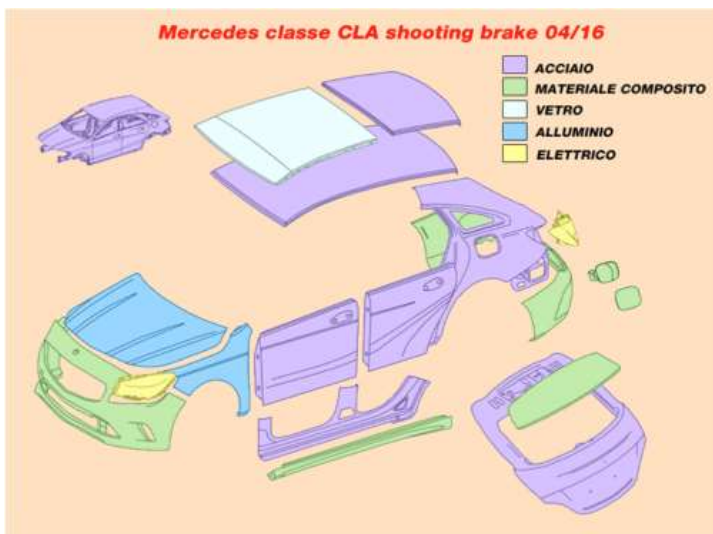 Mercedes classe CLA shooting brake 04/16
ACCIAIO
MATERIALE COMPOSITO
VETRO
ALLUMINIO
ELETTRICO